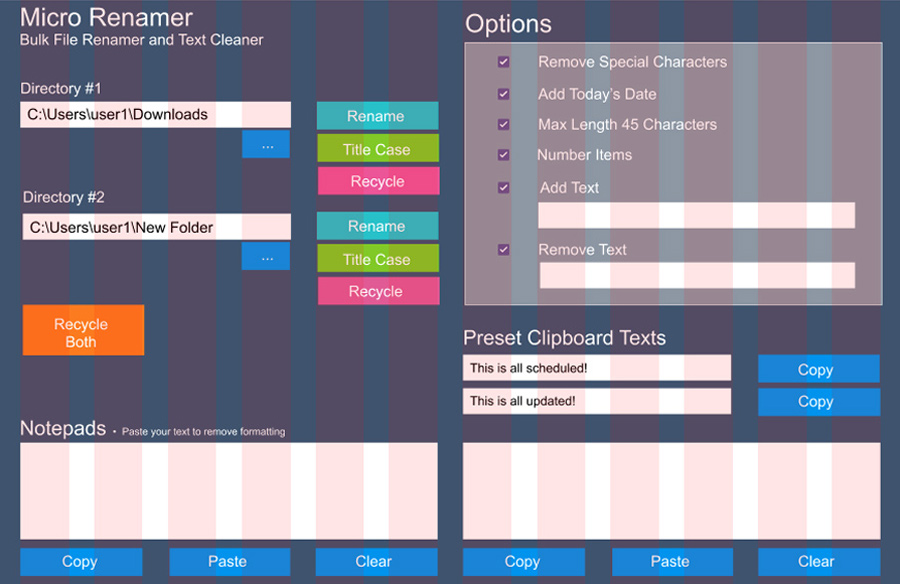 Micro Renamer
Bulk File Renamer and Text Cleaner
Directory #1
C:\Users\user1\Downloads
...
Rename
Title Case
Recycle
Directory #2
C:\Users\user1\New Folder
...
Rename
Title Case
Recycle
Recycle
Both
Options
Remove Special Characters
Add Today's Date
Max Length 45 Characters
Number Items
Add Text
Remove Text
Preset Clipboard Texts
This is all scheduled!
Copy
This is all updated!
Copy
Notepads • Paste your text to remove formatting
Copy
Paste
Clear
Copy
Paste
Clear